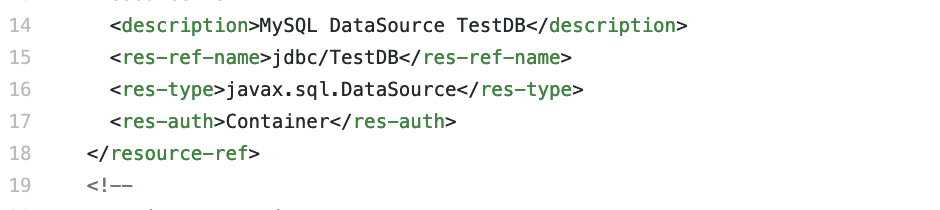 14 <description>MySQL DataSource TestDB</description>
15 <res-ref-name>jdbc/TestDB</res-ref-name>
16 <res-type>javax.sql.DataSource</res-type>
17 <res-auth>Container</res-auth>
18 </resource-ref>
19 <!--